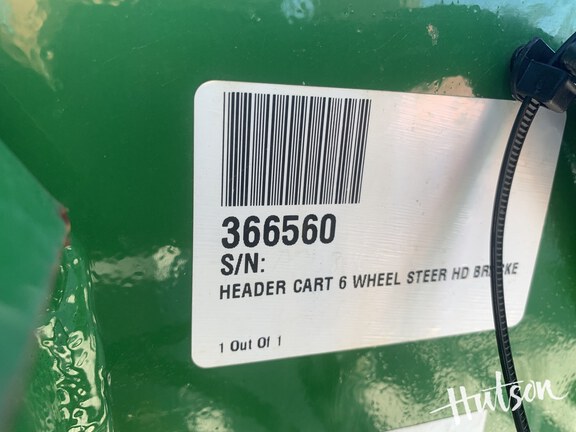 366560
S/N:
HEADER CART 6 WHEEL STEER HD
1 Out Of 1
Hutson